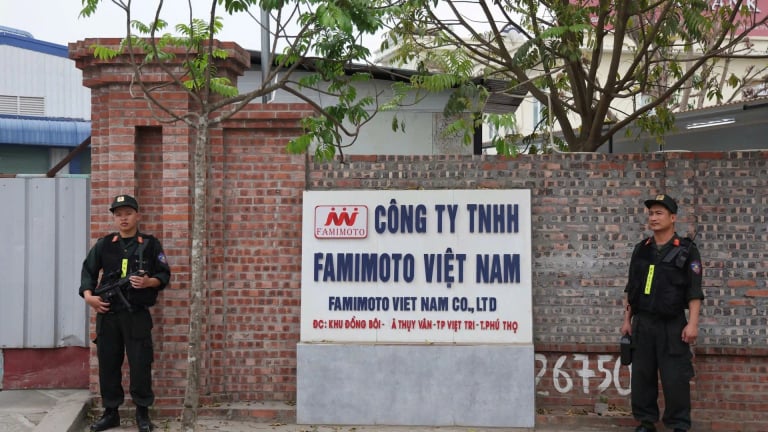 FAMIMOTO
CÔNG TY TNHH
FAMIMOTO VIỆT NAM
FAMIMOTO VIET NAM CO., LTD
ĐC: KHU ĐỒNG BÔI- Ã THỤY VÂN-TP VIỆT TRÌ-T.PHÚ THỌ
26750